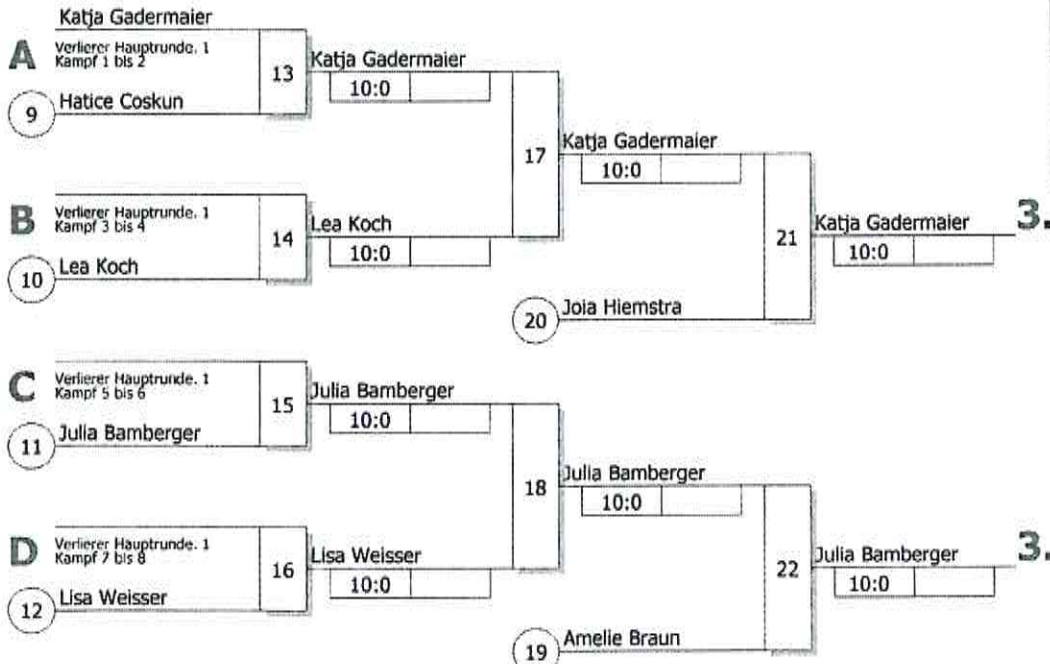 Katja Gadermaier
A
Verlierer Hauptrunde. 1
Kampf 1 bis 2
13
Katja Gadermaier
10:0
9
Hatice Coskun
17
Katja Gadermaier
10:0
B
Verlierer Hauptrunde. 1
Kampf 3 bis 4
14
Lea Koch
10:0
10
Lea Koch
21
Katja Gadermaier
3.
10:0
20
Joia Hiemstra
C
Verlierer Hauptrunde. 1
Kampf 5 bis 6
15
Julia Bamberger
10:0
11
Julia Bamberger
18
Julia Bamberger
10:0
D
Verlierer Hauptrunde. 1
Kampf 7 bis 8
16
Lisa Weisser
10:0
12
Lisa Weisser
22
Julia Bamberger
3.
10:0
19
Amelie Braun